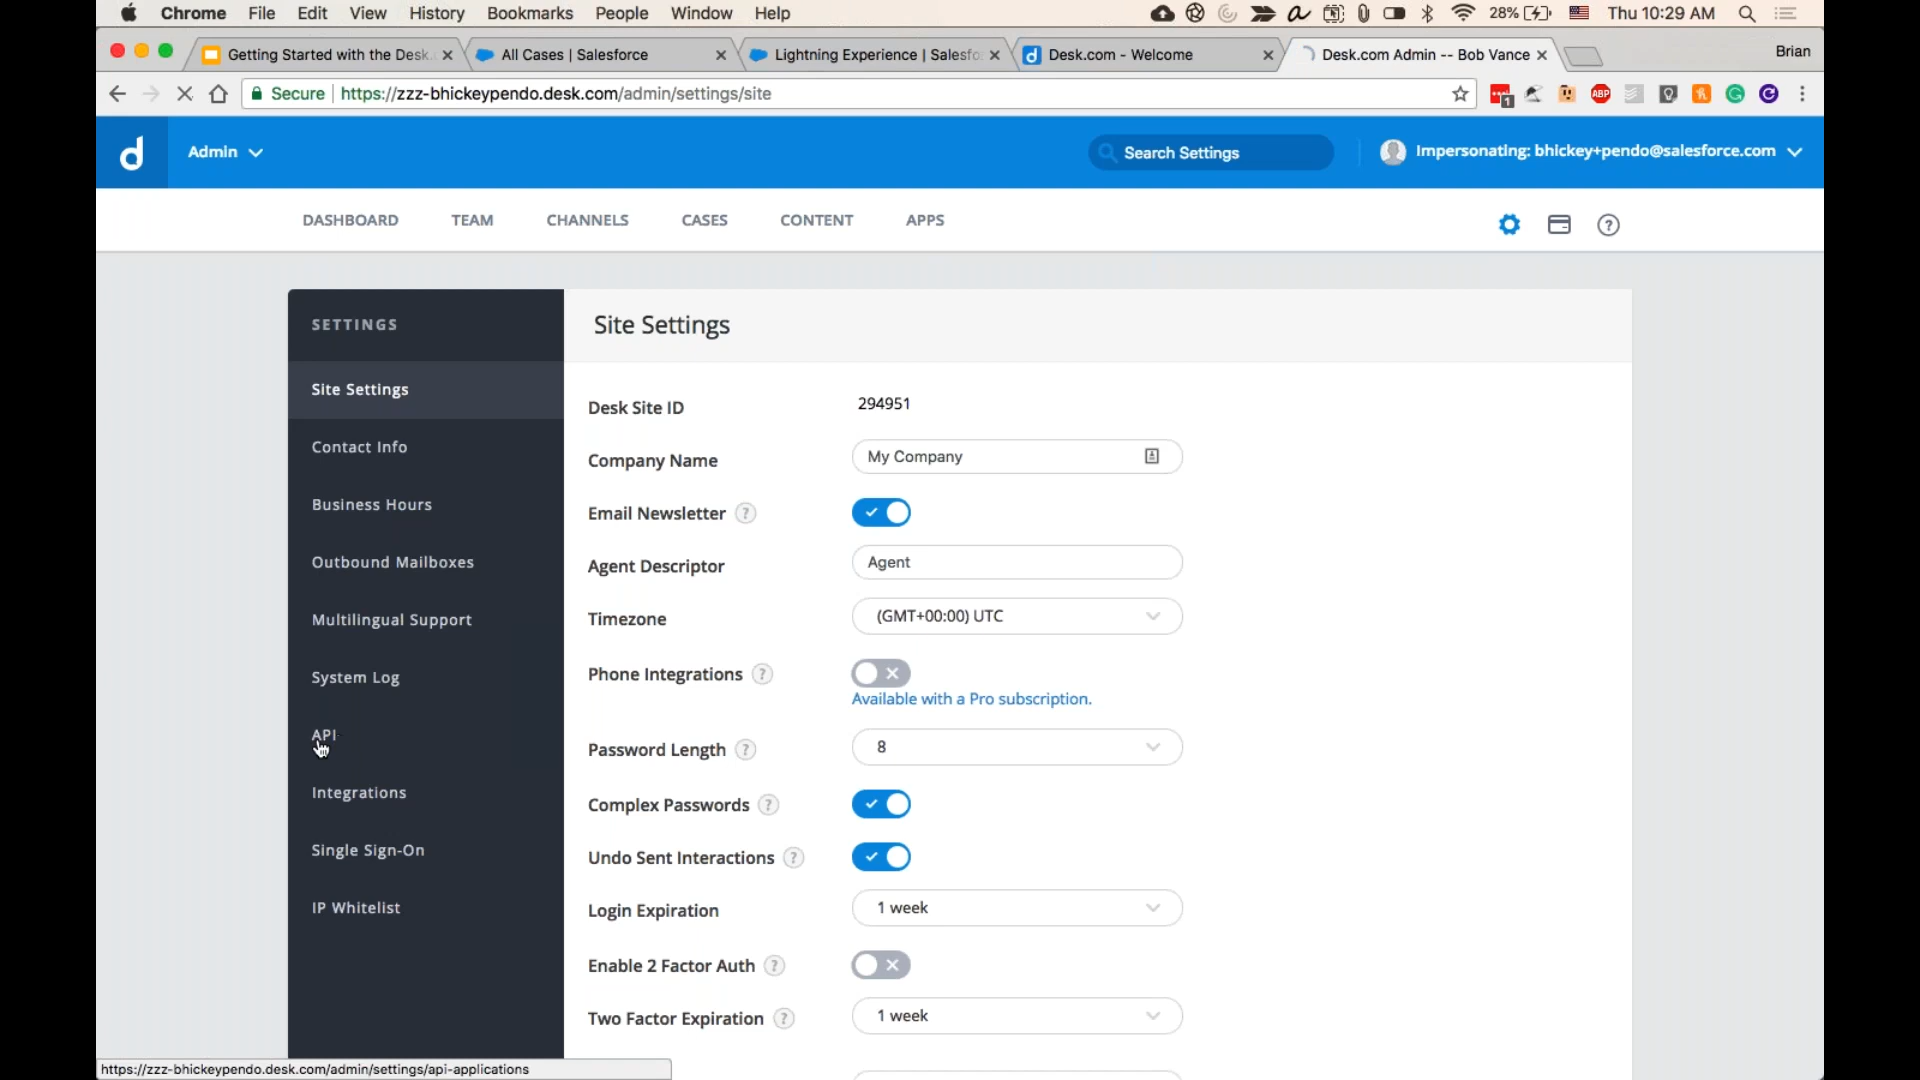 Chrome File Edit View History Bookmarks People Window Help 28% Thu 10:29 AM
Getting Started with the Desk. All Cases | Salesforce Lightning Experience | Salesfo Desk.com - Welcome Desk.com Admin -- Bob Vance Brian
Secure https://zzz-bhickeypendo.desk.com/admin/settings/site ABP 1
d Admin Search Settings Impersonating: bhickey+pendo@salesforce.com
DASHBOARD TEAM CHANNELS CASES CONTENT APPS
SETTINGS
Site Settings
Contact Info
Business Hours
Outbound Mailboxes
Multilingual Support
System Log
API
Integrations
Single Sign-On
IP Whitelist
Site Settings
Desk Site ID 294951
Company Name My Company
Email Newsletter ?
Agent Descriptor Agent
Timezone (GMT+00:00) UTC
Phone Integrations ?
Available with a Pro subscription.
Password Length ? 8
Complex Passwords ?
Undo Sent Interactions ?
Login Expiration 1 week
Enable 2 Factor Auth ?
Two Factor Expiration ? 1 week
https://zzz-bhickeypendo.desk.com/admin/settings/api-applications